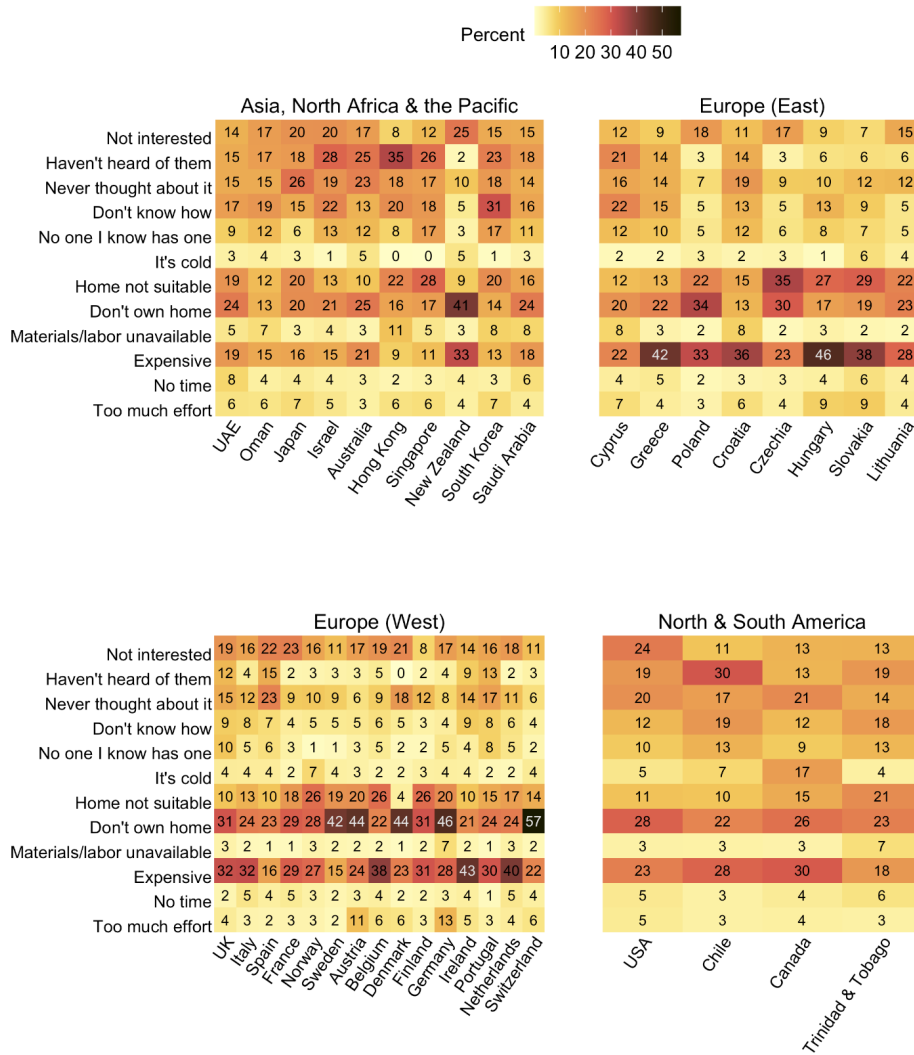 Percent
10 20 30 40 50
Asia, North Africa & the Pacific
Not interested 14 17 20 20 17 8 12 25 15 15
Haven't heard of them 15 17 18 28 25 35 26 2 23 18
Never thought about it 15 15 26 19 23 18 17 10 18 14
Don't know how 17 19 15 22 13 20 18 5 31 16
No one I know has one 9 12 6 13 12 8 17 3 17 11
It's cold 3 4 3 1 5 0 0 5 1 3
Home not suitable 19 12 20 13 10 22 28 9 20 16
Don't own home 24 13 20 21 25 16 17 41 14 24
Materials/labor unavailable 5 7 3 4 3 11 5 3 8 8
Expensive 19 15 16 15 21 9 11 33 13 18
No time 8 4 4 4 3 2 3 4 4 6
Too much effort 6 6 7 5 3 6 6 4 7 4
UAE Oman Japan Israel Australia Hong Kong Singapore New Zealand South Korea Saudi Arabia
Europe (East)
12 9 18 11 17 9 7 15
21 14 3 14 3 6 6 6
16 14 7 19 9 10 12 12
22 15 5 13 5 13 9 5
12 10 5 12 6 8 7 5
2 2 3 2 3 1 6 4
12 13 22 15 35 27 29 22
20 22 34 13 30 17 19 23
8 3 2 8 2 3 2 2
22 42 33 36 23 46 38 28
4 5 2 3 3 4 6 4
7 4 3 6 4 9 9 4
Cyprus Greece Poland Croatia Czechia Hungary Slovakia Lithuania
Europe (West)
Not interested 19 16 22 23 16 11 17 19 21 8 17 14 16 18 11
Haven't heard of them 12 4 15 2 3 3 3 5 0 2 4 9 13 2 3
Never thought about it 15 12 23 9 10 9 6 9 18 12 8 14 17 11 6
Don't know how 9 8 7 4 5 5 5 6 5 3 4 9 8 6 4
No one I know has one 10 5 6 3 1 1 3 5 2 2 5 4 8 5 2
It's cold 4 4 4 2 7 4 3 2 2 3 4 4 2 2 4
Home not suitable 10 13 10 18 26 19 20 26 4 26 20 10 15 17 14
Don't own home 31 24 23 29 28 42 44 22 44 31 46 21 24 24 57
Materials/labor unavailable 3 2 1 1 3 2 2 2 2 1 7 2 1 3 2
Expensive 32 32 16 29 27 15 24 38 23 31 28 43 30 40 22
No time 2 5 4 5 3 2 3 4 2 2 3 4 1 5 4
Too much effort 4 3 2 3 3 2 11 6 6 3 13 5 3 4 6
UK Italy Spain France Norway Sweden Austria Belgium Denmark Finland Germany Ireland Portugal Netherlands Switzerland
North & South America
24 11 13 13
19 30 13 19
20 17 21 14
12 19 12 18
10 13 9 13
5 7 17 4
11 10 15 21
28 22 26 23
3 3 3 7
23 28 30 18
5 3 4 6
5 3 4 3
USA Chile Canada Trinidad & Tobago